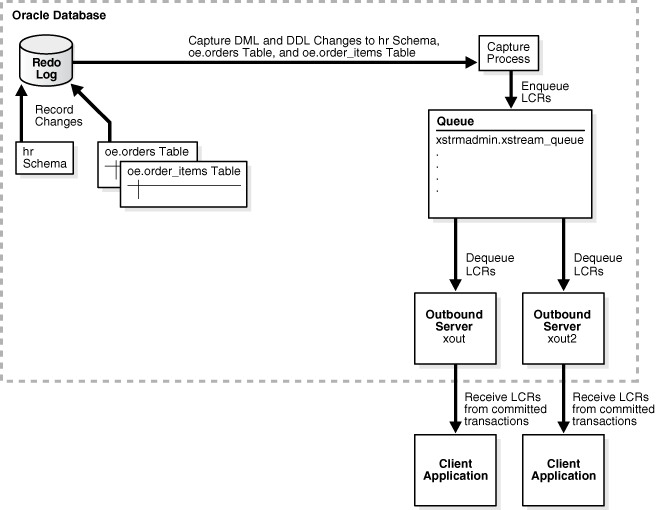 Oracle Database
Capture DML and DDL Changes to hr Schema,
oe.orders Table, and oe.order_items Table
Capture
Process
Redo
Log
Enqueue
LCRs
Record
Changes
Queue
xstrmadmin.xstream_queue
.
.
.
.
hr
Schema
oe.orders Table
oe.order_items Table
Dequeue
LCRs
Dequeue
LCRs
Outbound
Server
xout
Outbound
Server
xout2
Receive LCRs
from committed
transactions
Receive LCRs
from committed
transactions
Client
Application
Client
Application